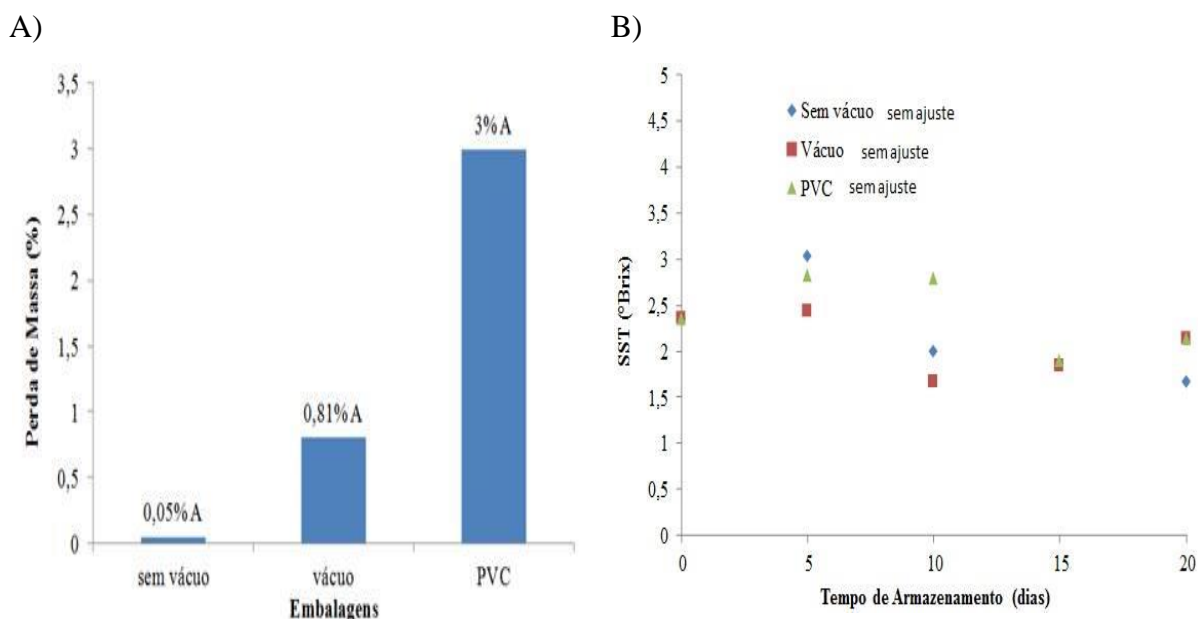 A)
B)
Perda de Massa (%)
3,5
3
2,5
2
1,5
1
0,5
0
0,05% A
0,81% A
3% A
sem vácuo
vácuo
PVC
Embalagens
SST (°Brix)
5
4,5
4
3,5
3
2,5
2
1,5
1
0,5
0
Sem vácuo sem ajuste
Vácuo sem ajuste
PVC sem ajuste
0
5
10
15
20
Tempo de Armazenamento (dias)